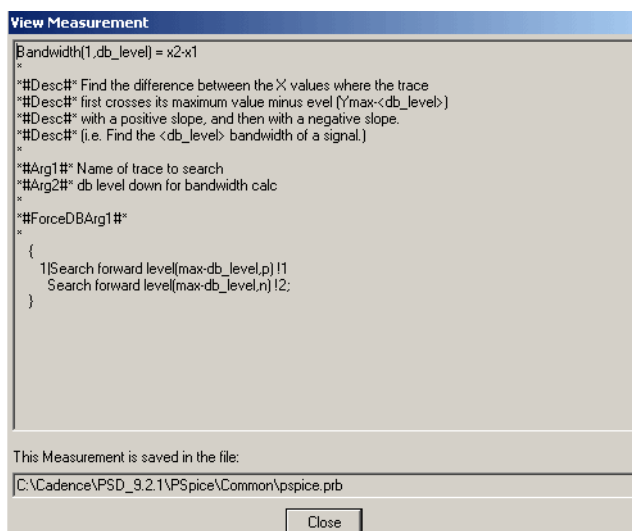 View Measurement
Bandwidth(1,db_level) = x2-x1
*
*#Desc#* Find the difference between the X values where the trace
*#Desc#* first crosses its maximum value minus evel (Ymax-<db_level>)
*#Desc#* with a positive slope, and then with a negative slope.
*#Desc#* (i.e. Find the <db_level> bandwidth of a signal.)
*
*#Arg1#* Name of trace to search
*#Arg2#* db level down for bandwidth calc
*
*#ForceDBArg1#*
*
{
1|Search forward level(max-db_level,p) !1
Search forward level(max-db_level,n) !2;
}
This Measurement is saved in the file:
C:\Cadence\PSD_9.2.1\PSpice\Common\pspice.prb
Close